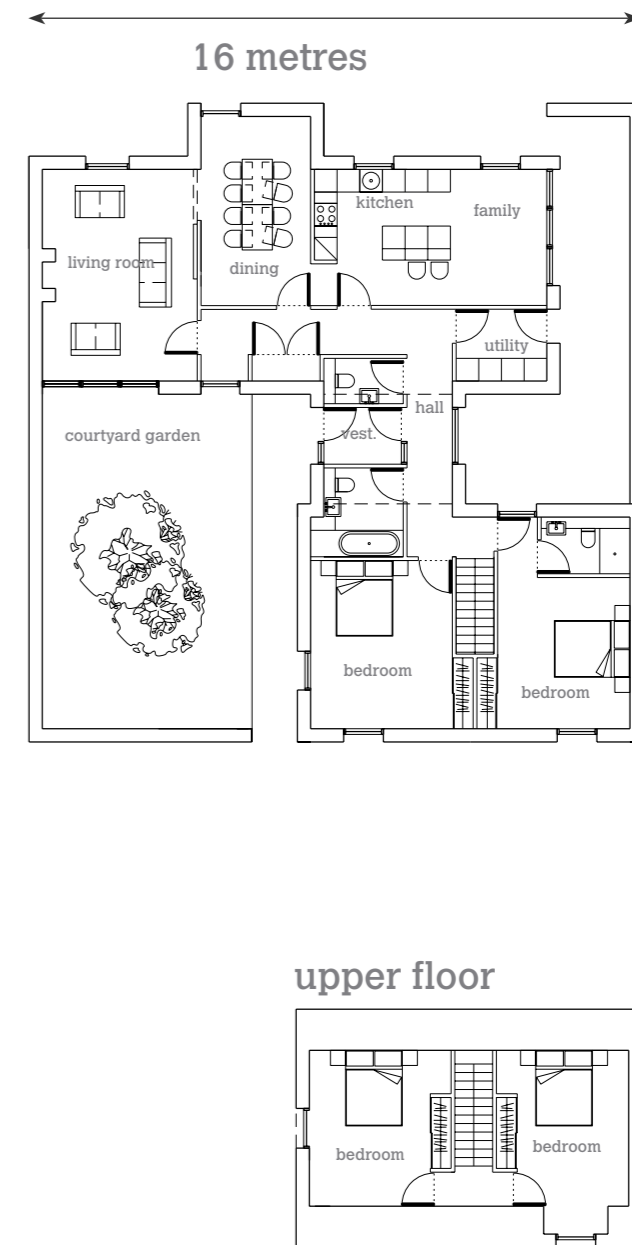 16 metres
kitchen
family
living room
dining
utility
hall
courtyard garden
vest.
bedroom
bedroom
upper floor
bedroom
bedroom